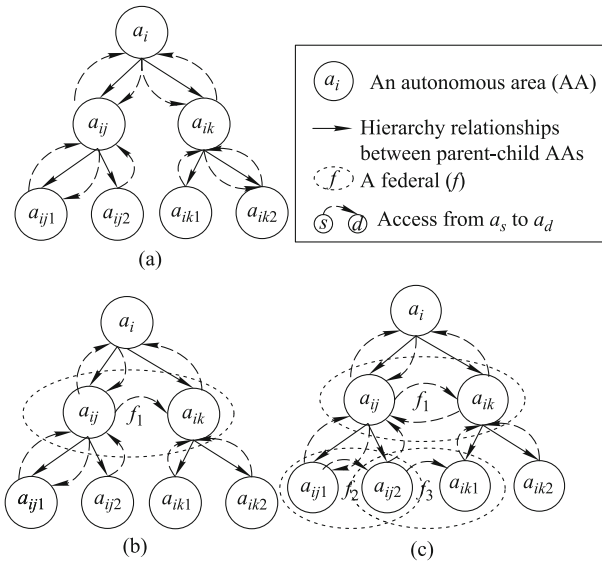 a_i
a_ij a_ik
a_ij1 a_ij2 a_ik1 a_ik2
(a)
a_i An autonomous area (AA)
Hierarchy relationships
between parent-child AAs
f A federal (f)
s d Access from a_s to a_d
a_i
a_ij f_1 a_ik
a_ij1 a_ij2 a_ik1 a_ik2
(b)
a_i
a_ij f_1 a_ik
a_ij1 f_2 a_ij2 f_3 a_ik1 a_ik2
(c)